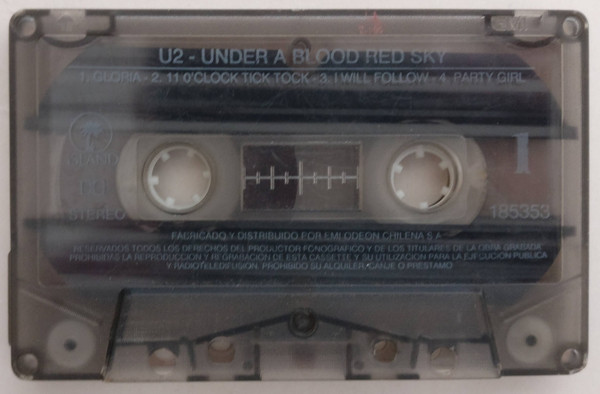 U2 - UNDER A BLOOD RED SKY
1. GLORIA - 2. 11 O'CLOCK TICK TOCK - 3. I WILL FOLLOW - 4. PARTY GIRL
ISLAND
1
STEREO
185353
FABRICADO Y DISTRIBUIDO POR EMI ODEON CHILENA S A
RESERVADOS TODOS LOS DERECHOS DEL PRODUCTOR FONOGRAFICO Y DE LOS TITULARES DE LA OBRA GRABADA.
PROHIBIDAS LA REPRODUCCION Y REGRABACION DE ESTA CASSETTE Y SU UTILIZACION PARA LA EJECUCION PUBLICA
Y RADIOTELEDIFUSION. PROHIBIDO SU ALQUILER, CANJE O PRESTAMO